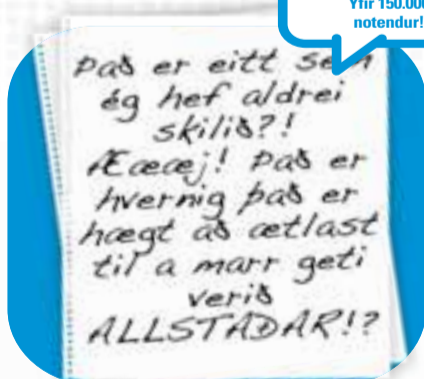 Yfir 150.000
notendur!
Það er eitt sem
ég hef aldrei
skilið?!
Æææj! Það er
hvernig það er
hægt að ætlast
til a marr geti
verið
ALLSTAÐAR!?